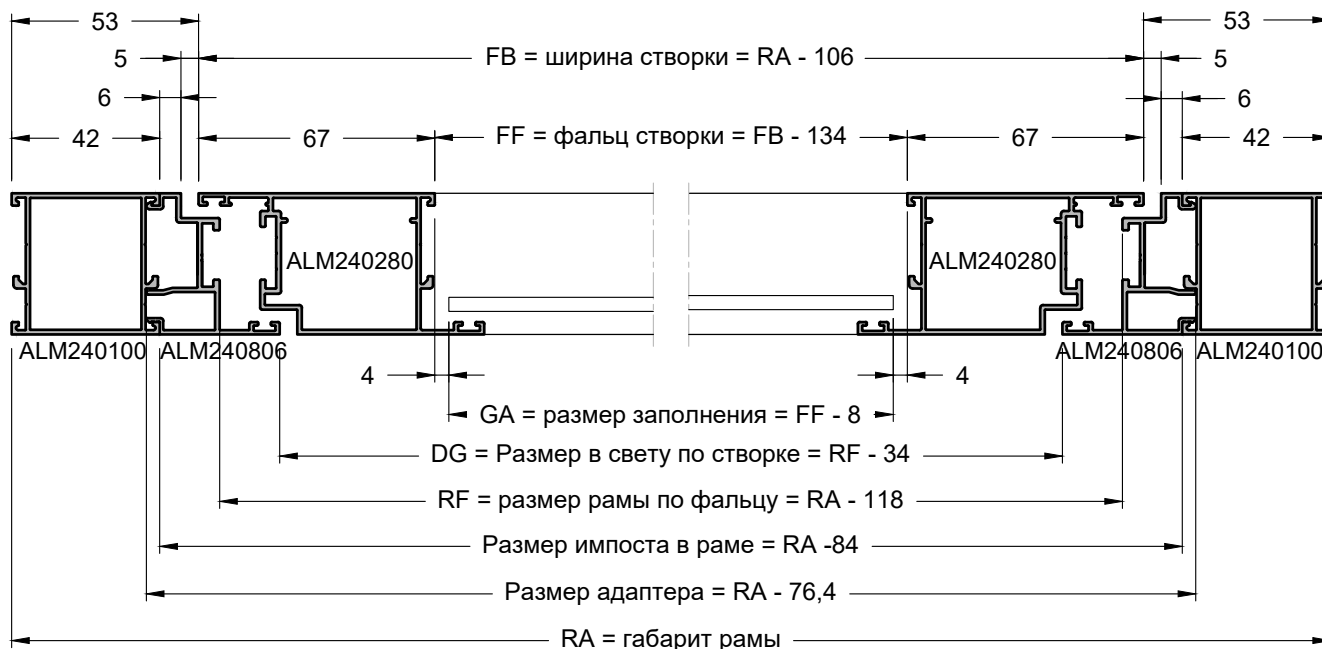 53
53
5
FB = ширина створки = RA - 106
5
6
6
42
67
FF = фальц створки = FB - 134
67
42
ALM240280
ALM240280
ALM240100
ALM240806
ALM240806
ALM240100
4
4
GA = размер заполнения = FF - 8
DG = Размер в свету по створке = RF - 34
RF = размер рамы по фальцу = RA - 118
Размер импоста в раме = RA -84
Размер адаптера = RA - 76,4
RA = габарит рамы